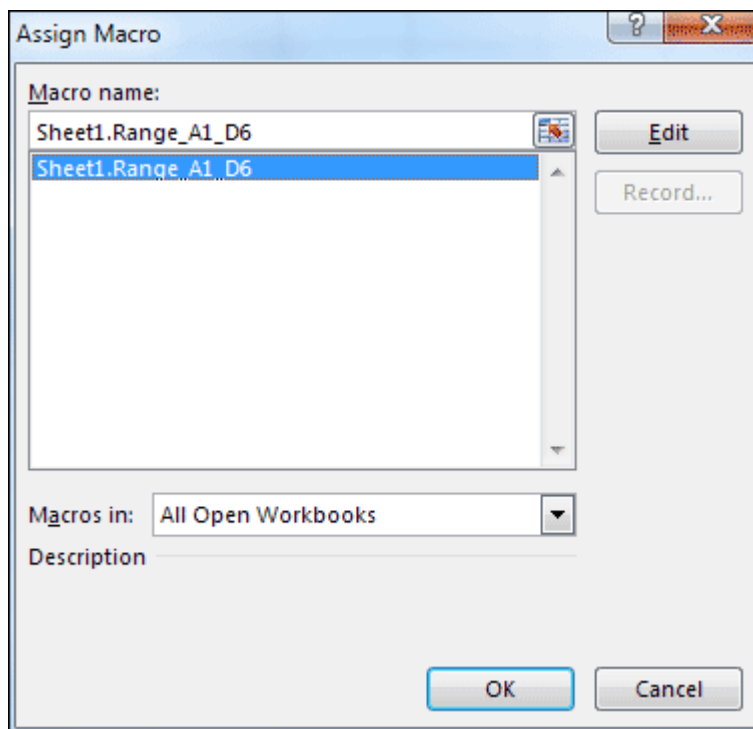 Assign Macro
Macro name:
Sheet1.Range_A1_D6
Edit
Sheet1.Range_A1_D6
Record...
Macros in: All Open Workbooks
Description
OK Cancel